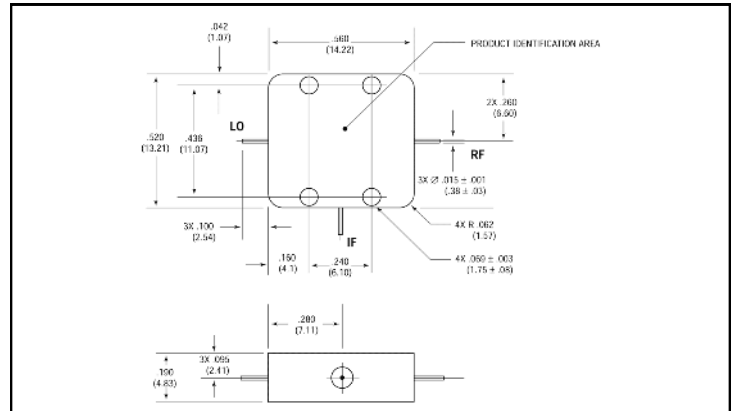 .042
(1.07)
.560
(14.22)
PRODUCT IDENTIFICATION AREA
2X .260
(6.60)
LO
.520
(13.21)
.436
(11.07)
RF
3X Ø .015 ± .001
(.38 ± .03)
3X .100
(2.54)
IF
4X R .062
(1.57)
.160
(4.1)
.240
(6.10)
4X .069 ± .003
(1.75 ± .08)
.280
(7.11)
3X .095
(2.41)
.190
(4.83)